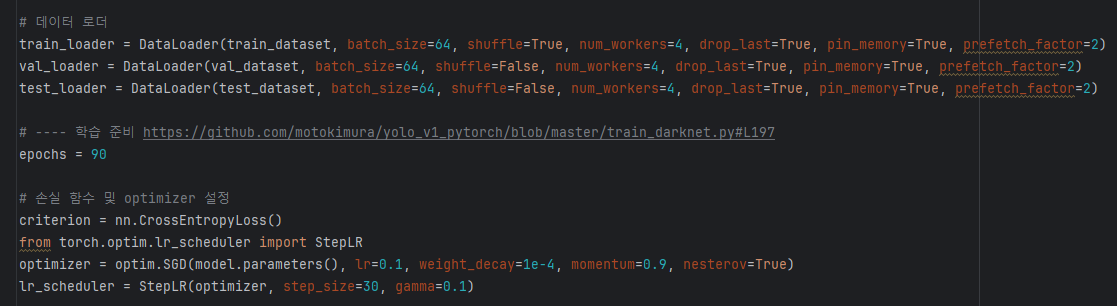 # 데이터 로더
train_loader = DataLoader(train_dataset, batch_size=64, shuffle=True, num_workers=4, drop_last=True, pin_memory=True, prefetch_factor=2)
val_loader = DataLoader(val_dataset, batch_size=64, shuffle=False, num_workers=4, drop_last=True, pin_memory=True, prefetch_factor=2)
test_loader = DataLoader(test_dataset, batch_size=64, shuffle=False, num_workers=4, drop_last=True, pin_memory=True, prefetch_factor=2)
# ---- 학습 준비 https://github.com/motokimura/yolo_v1_pytorch/blob/master/train_darknet.py#L197
epochs = 90
# 손실 함수 및 optimizer 설정
criterion = nn.CrossEntropyLoss()
from torch.optim.lr_scheduler import StepLR
optimizer = optim.SGD(model.parameters(), lr=0.1, weight_decay=1e-4, momentum=0.9, nesterov=True)
lr_scheduler = StepLR(optimizer, step_size=30, gamma=0.1)